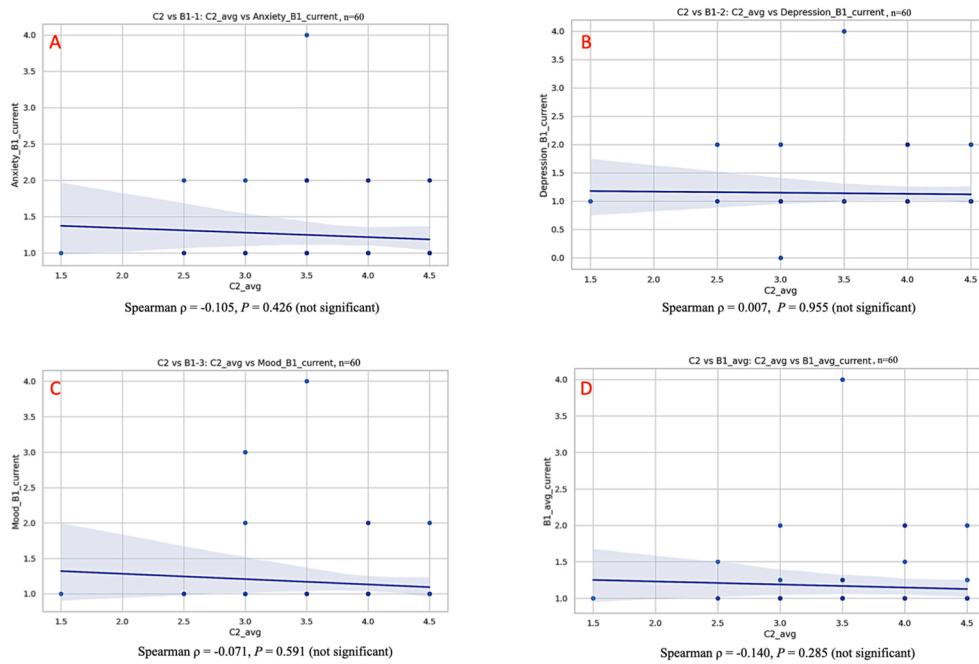 C2 vs B1-1: C2_avg vs Anxiety_B1_current, n=60
A
4.0
3.5
3.0
2.5
2.0
1.5
1.0
Anxiety_B1_current
1.5 2.0 2.5 3.0 3.5 4.0 4.5
C2_avg
Spearman ρ = -0.105, P = 0.426 (not significant)
C2 vs B1-2: C2_avg vs Depression_B1_current, n=60
B
4.0
3.5
3.0
2.5
2.0
1.5
1.0
0.5
0.0
Depression_B1_current
1.5 2.0 2.5 3.0 3.5 4.0 4.5
C2_avg
Spearman ρ = 0.007, P = 0.955 (not significant)
C2 vs B1-3: C2_avg vs Mood_B1_current, n=60
C
4.0
3.5
3.0
2.5
2.0
1.5
1.0
Mood_B1_current
1.5 2.0 2.5 3.0 3.5 4.0 4.5
C2_avg
Spearman ρ = -0.071, P = 0.591 (not significant)
C2 vs B1_avg: C2_avg vs B1_avg_current, n=60
D
4.0
3.5
3.0
2.5
2.0
1.5
1.0
B1_avg_current
1.5 2.0 2.5 3.0 3.5 4.0 4.5
C2_avg
Spearman ρ = -0.140, P = 0.285 (not significant)